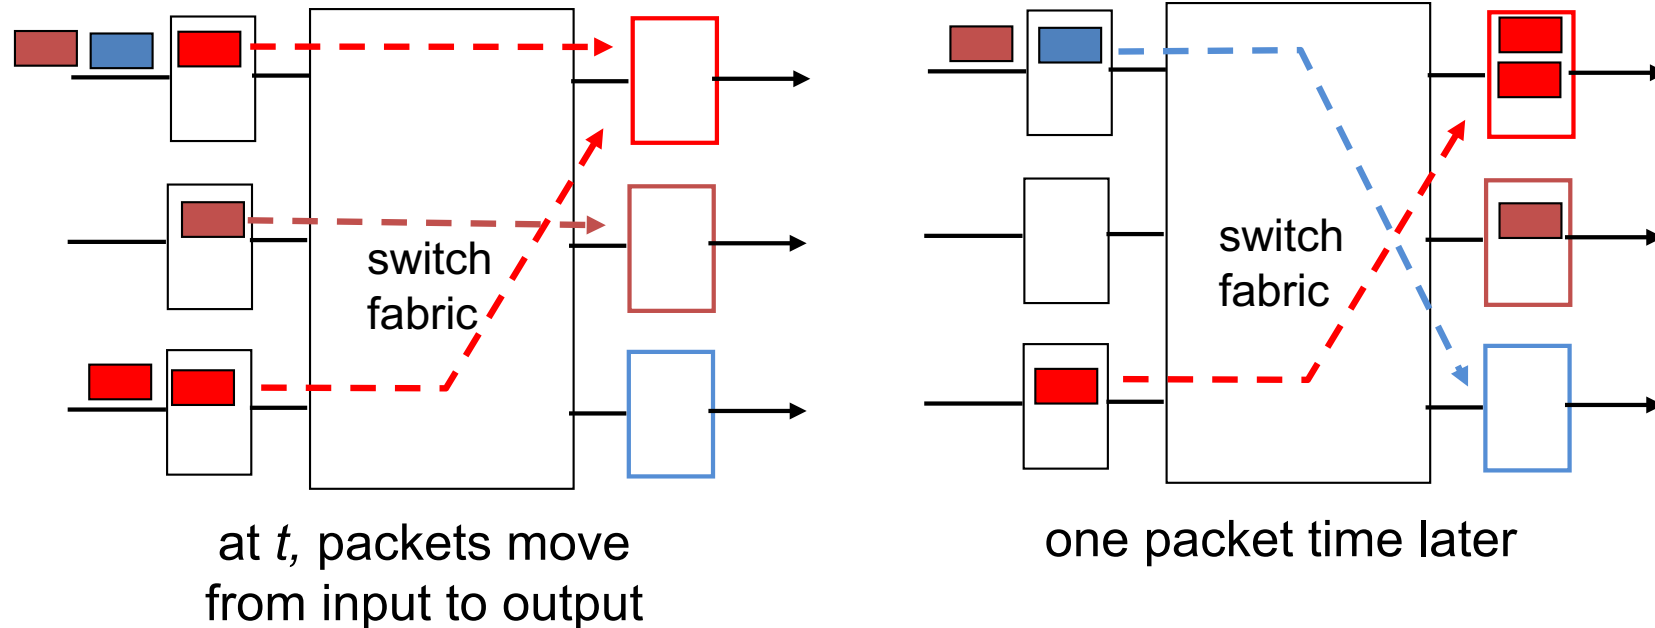 switch
fabric
at t, packets move
from input to output
switch
fabric
one packet time later